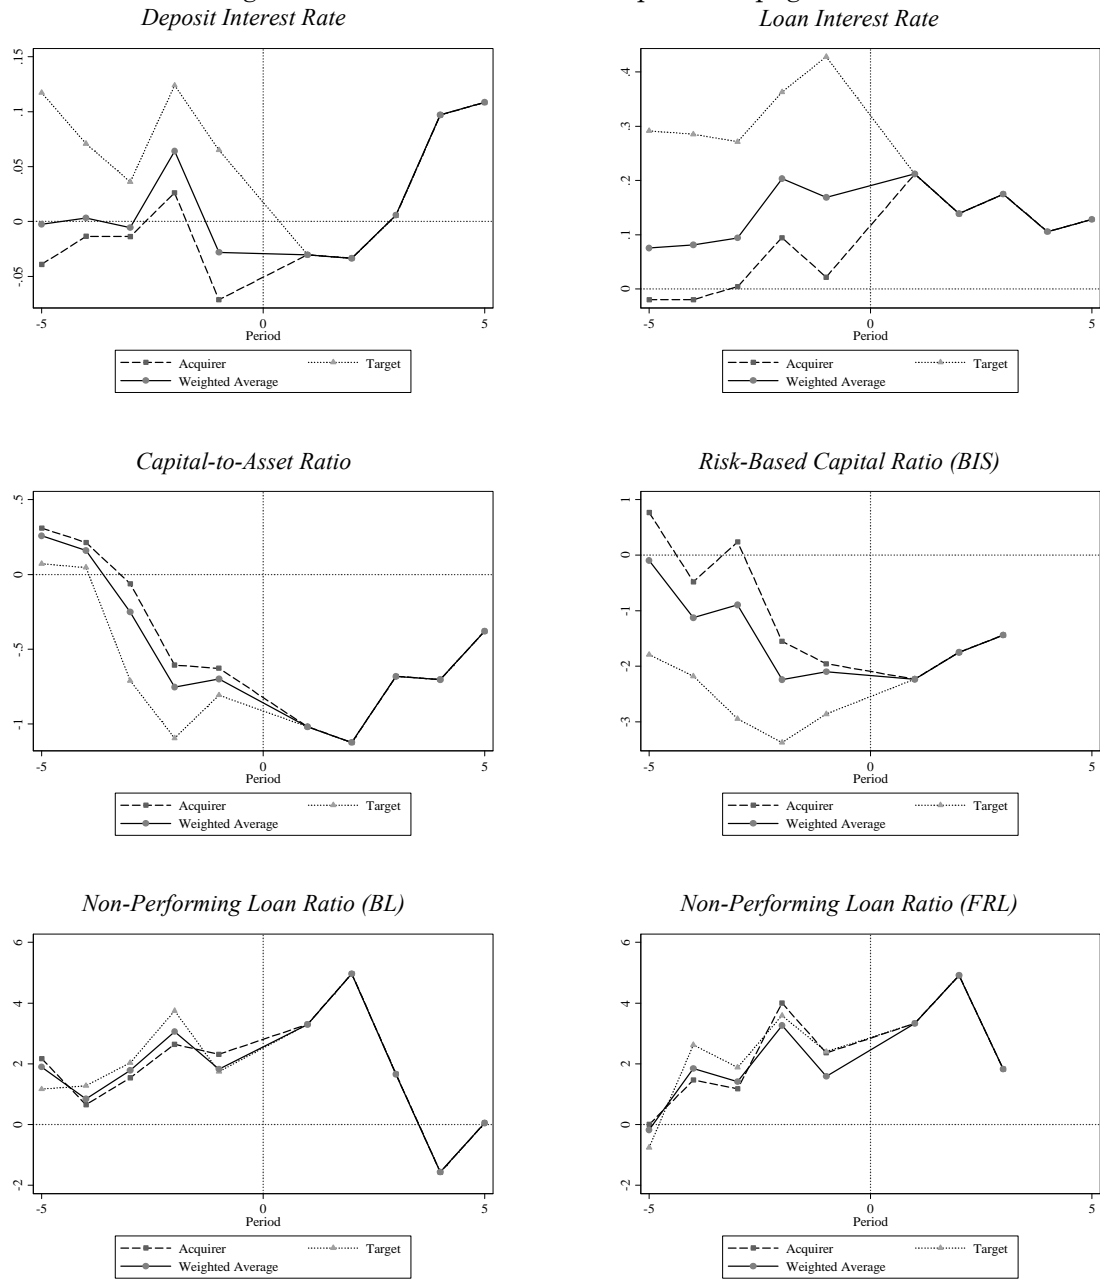 Deposit Interest Rate
Loan Interest Rate
.15
.1
.05
0
-.05
-5
0
5
Period
Acquirer
Target
Weighted Average
.4
.3
.2
.1
0
-5
0
5
Period
Acquirer
Target
Weighted Average
Capital-to-Asset Ratio
Risk-Based Capital Ratio (BIS)
.5
0
-.5
-1
-5
0
5
Period
Acquirer
Target
Weighted Average
1
0
-1
-2
-3
-5
0
5
Period
Acquirer
Target
Weighted Average
Non-Performing Loan Ratio (BL)
Non-Performing Loan Ratio (FRL)
6
4
2
0
-2
-5
0
5
Period
Acquirer
Target
Weighted Average
6
4
2
0
-2
-5
0
5
Period
Acquirer
Target
Weighted Average